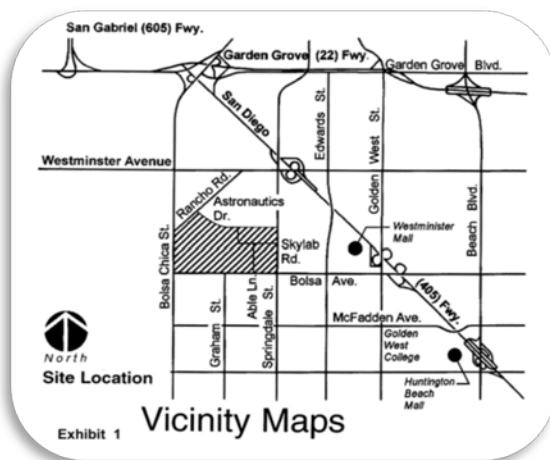 San Gabriel (605) Fwy.
Garden Grove (22) Fwy.
Garden Grove Blvd.
San Diego
Edwards St.
Golden West St.
Westminster Avenue
Rancho Rd.
Astronautics
Dr.
Beach Blvd.
Westminister
Mall
Skylab
Rd.
Bolsa Chica St.
Bolsa Ave.
Able Ln.
Graham St.
Springdale St.
(405) Fwy.
McFadden Ave.
Golden
West
College
North
Site Location
Huntington
Beach
Mall
Exhibit 1
Vicinity Maps